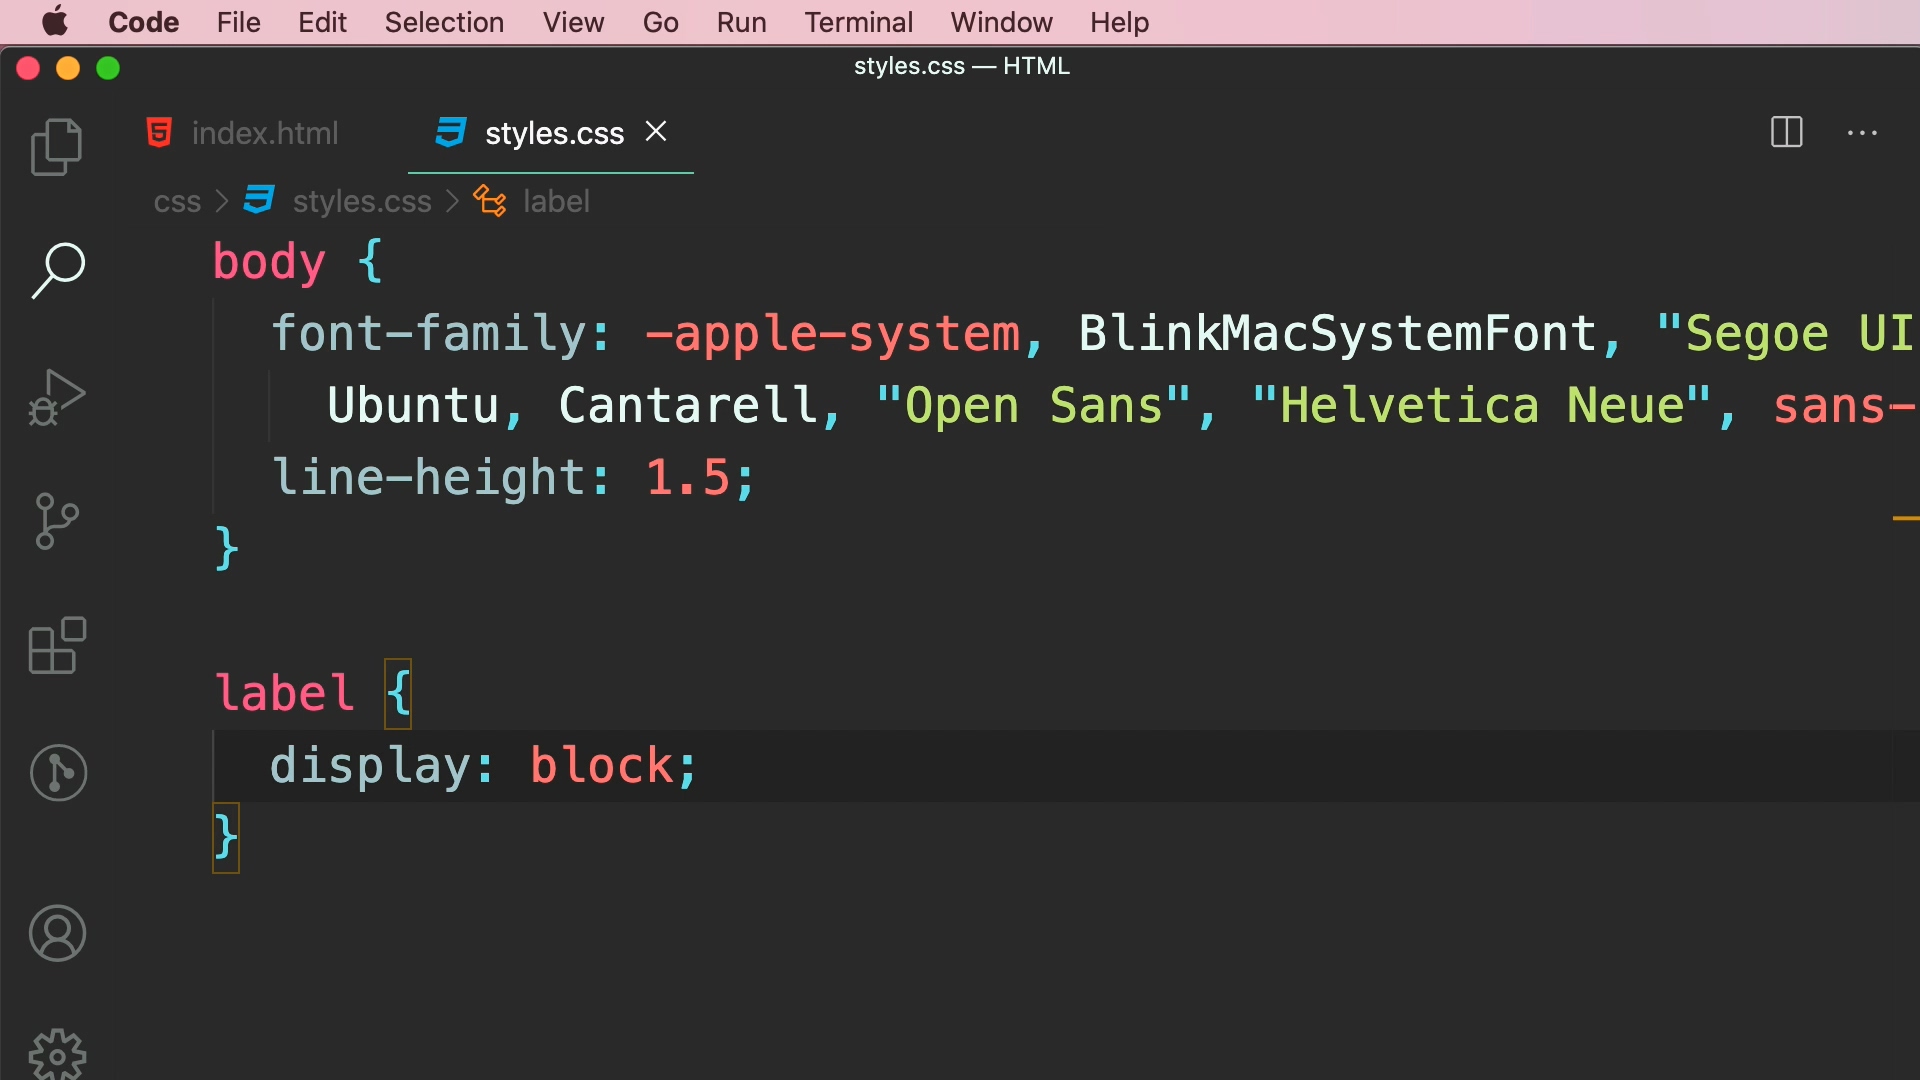 Code File Edit Selection View Go Run Terminal Window Help
styles.css — HTML
index.html styles.css
css > styles.css > label
body {
font-family: -apple-system, BlinkMacSystemFont, "Segoe UI
Ubuntu, Cantarell, "Open Sans", "Helvetica Neue", sans-
line-height: 1.5;
}
label {
display: block;
}